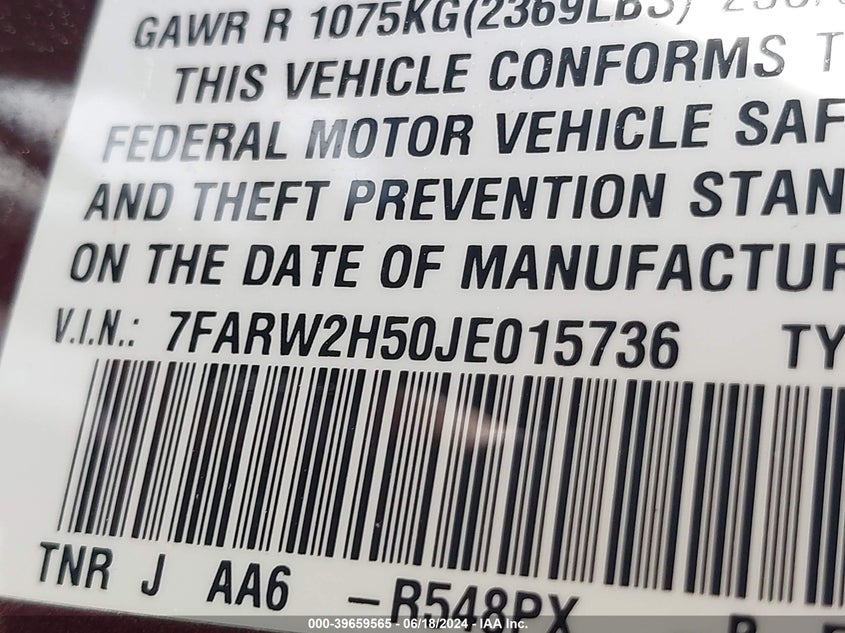 GAWR R 1075KG(2369LBS)
THIS VEHICLE CONFORMS T
FEDERAL MOTOR VEHICLE SAF
AND THEFT PREVENTION STAN
ON THE DATE OF MANUFACTUR
V.I.N.: 7FARW2H50JE015736 TY
TNR J AA6 –R548PX
000-39659565 - 06/18/2024 - IAA Inc.